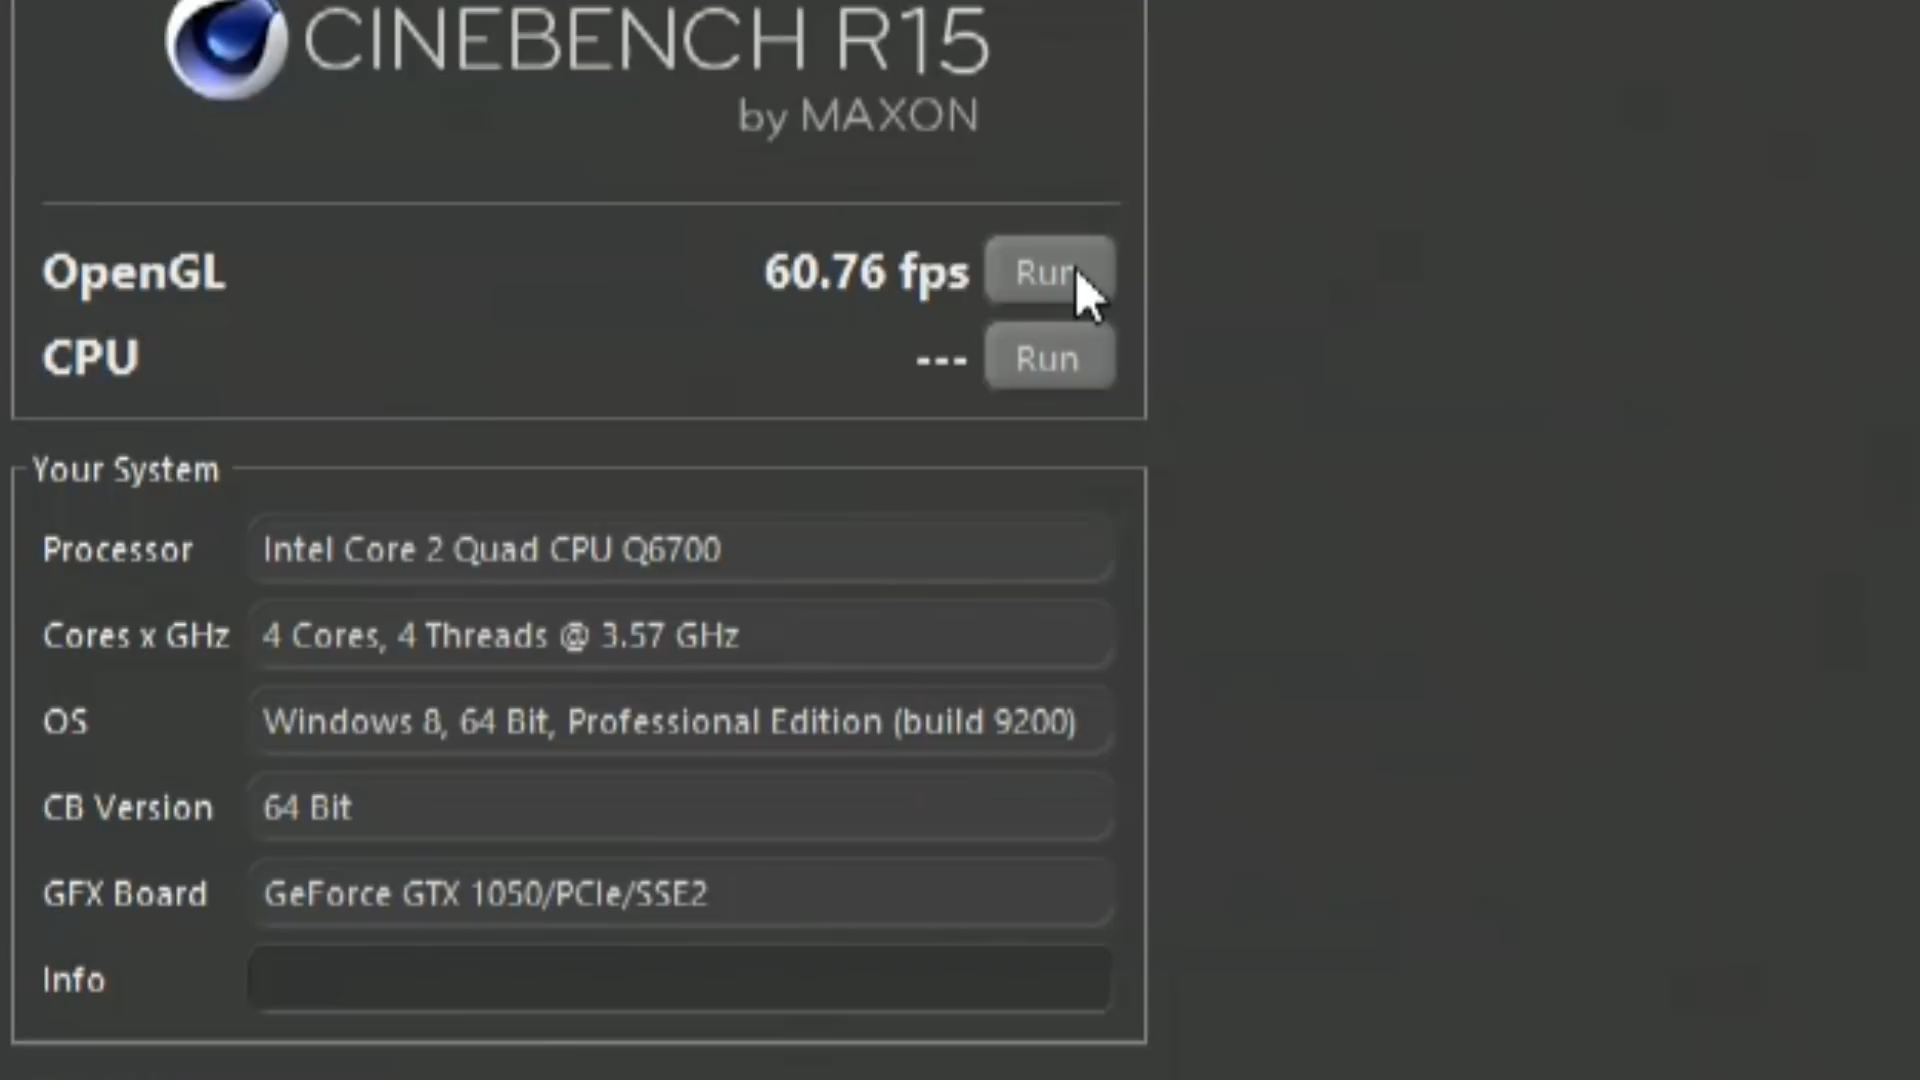 CINEBENCH R15
by MAXON
OpenGL 60.76 fps Run
CPU --- Run
Your System
Processor Intel Core 2 Quad CPU Q6700
Cores x GHz 4 Cores, 4 Threads @ 3.57 GHz
OS Windows 8, 64 Bit, Professional Edition (build 9200)
CB Version 64 Bit
GFX Board GeForce GTX 1050/PCIe/SSE2
Info